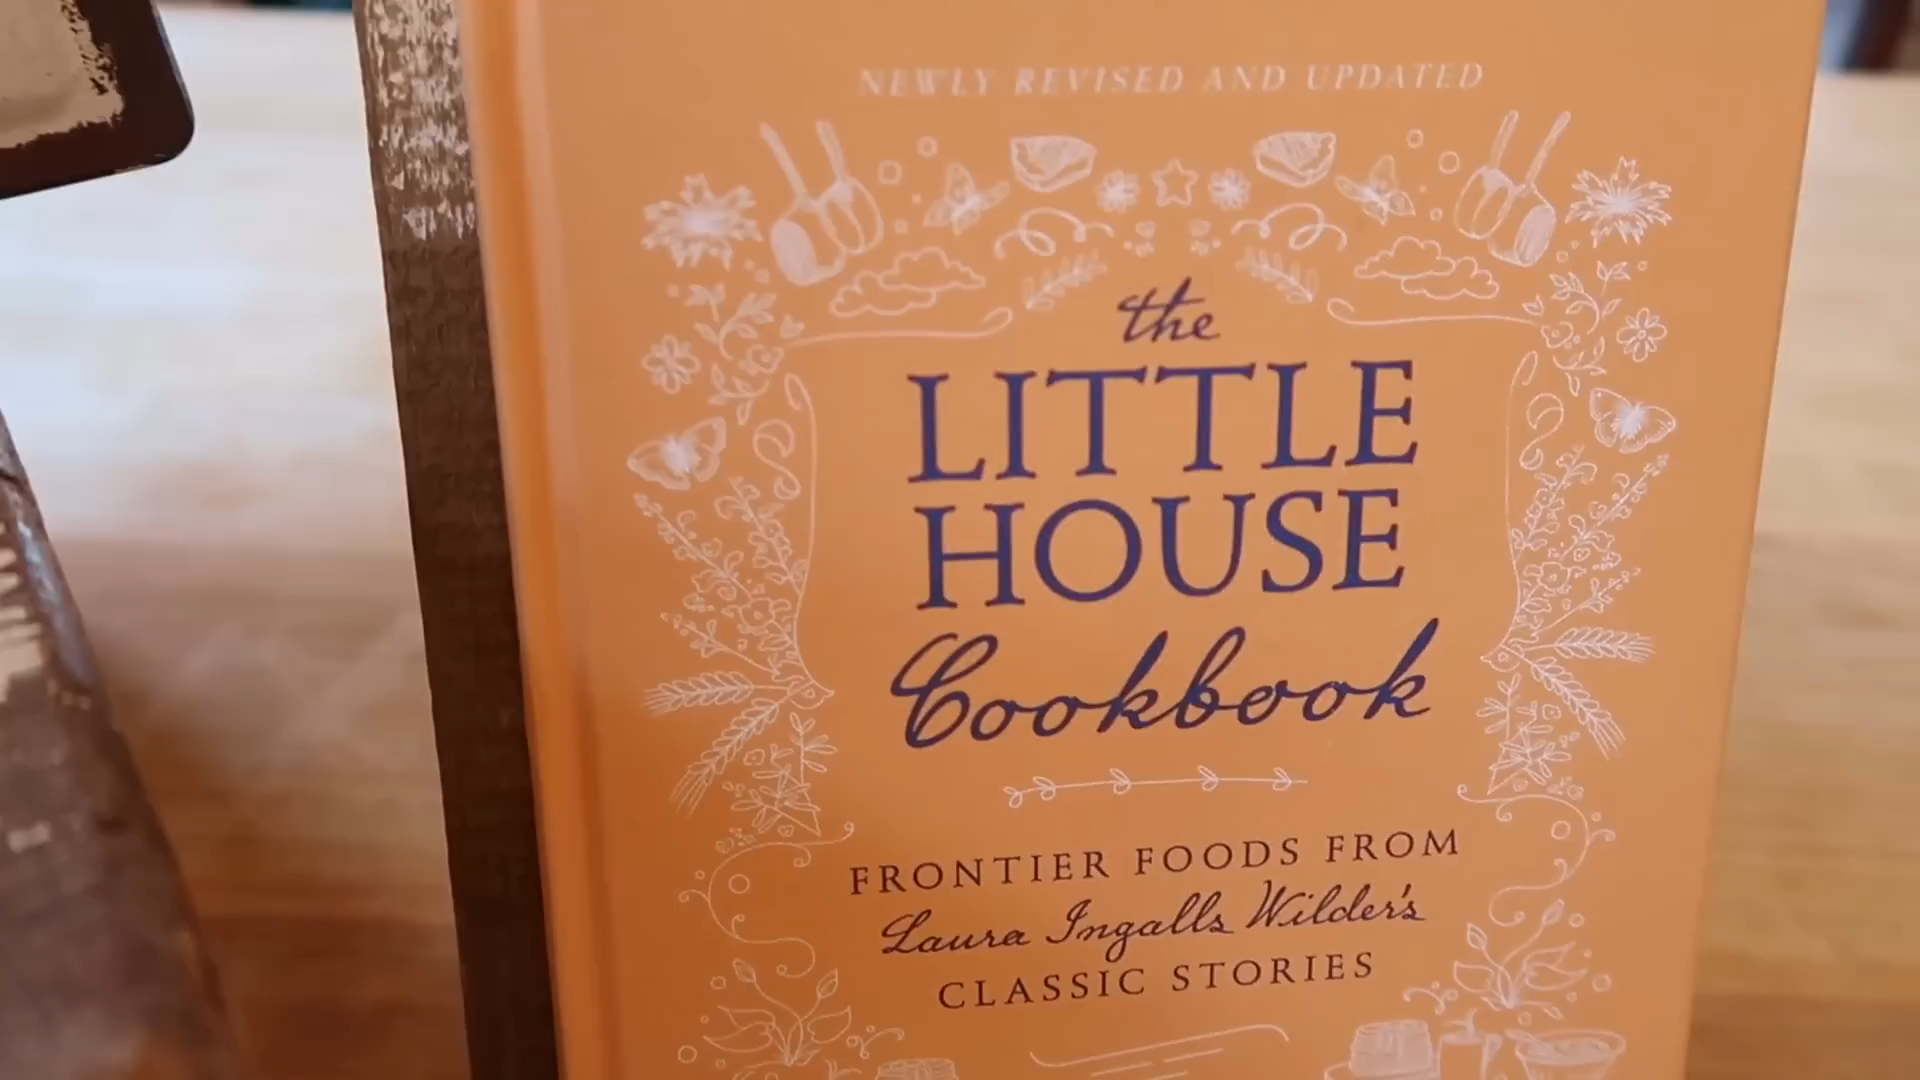 NEWLY REVISED AND UPDATED
the
LITTLE
HOUSE
Cookbook
FRONTIER FOODS FROM
Laura Ingalls Wilder's
CLASSIC STORIES